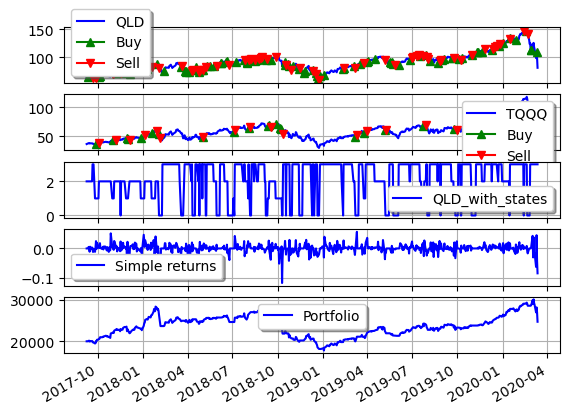 150
100
QLD
Buy
Sell
100
50
TQQQ
Buy
Sell
2
0
QLD_with_states
0.0
−0.1
Simple returns
30000
20000
Portfolio
2017-10
2018-01
2018-04
2018-07
2018-10
2019-01
2019-04
2019-07
2019-10
2020-01
2020-04